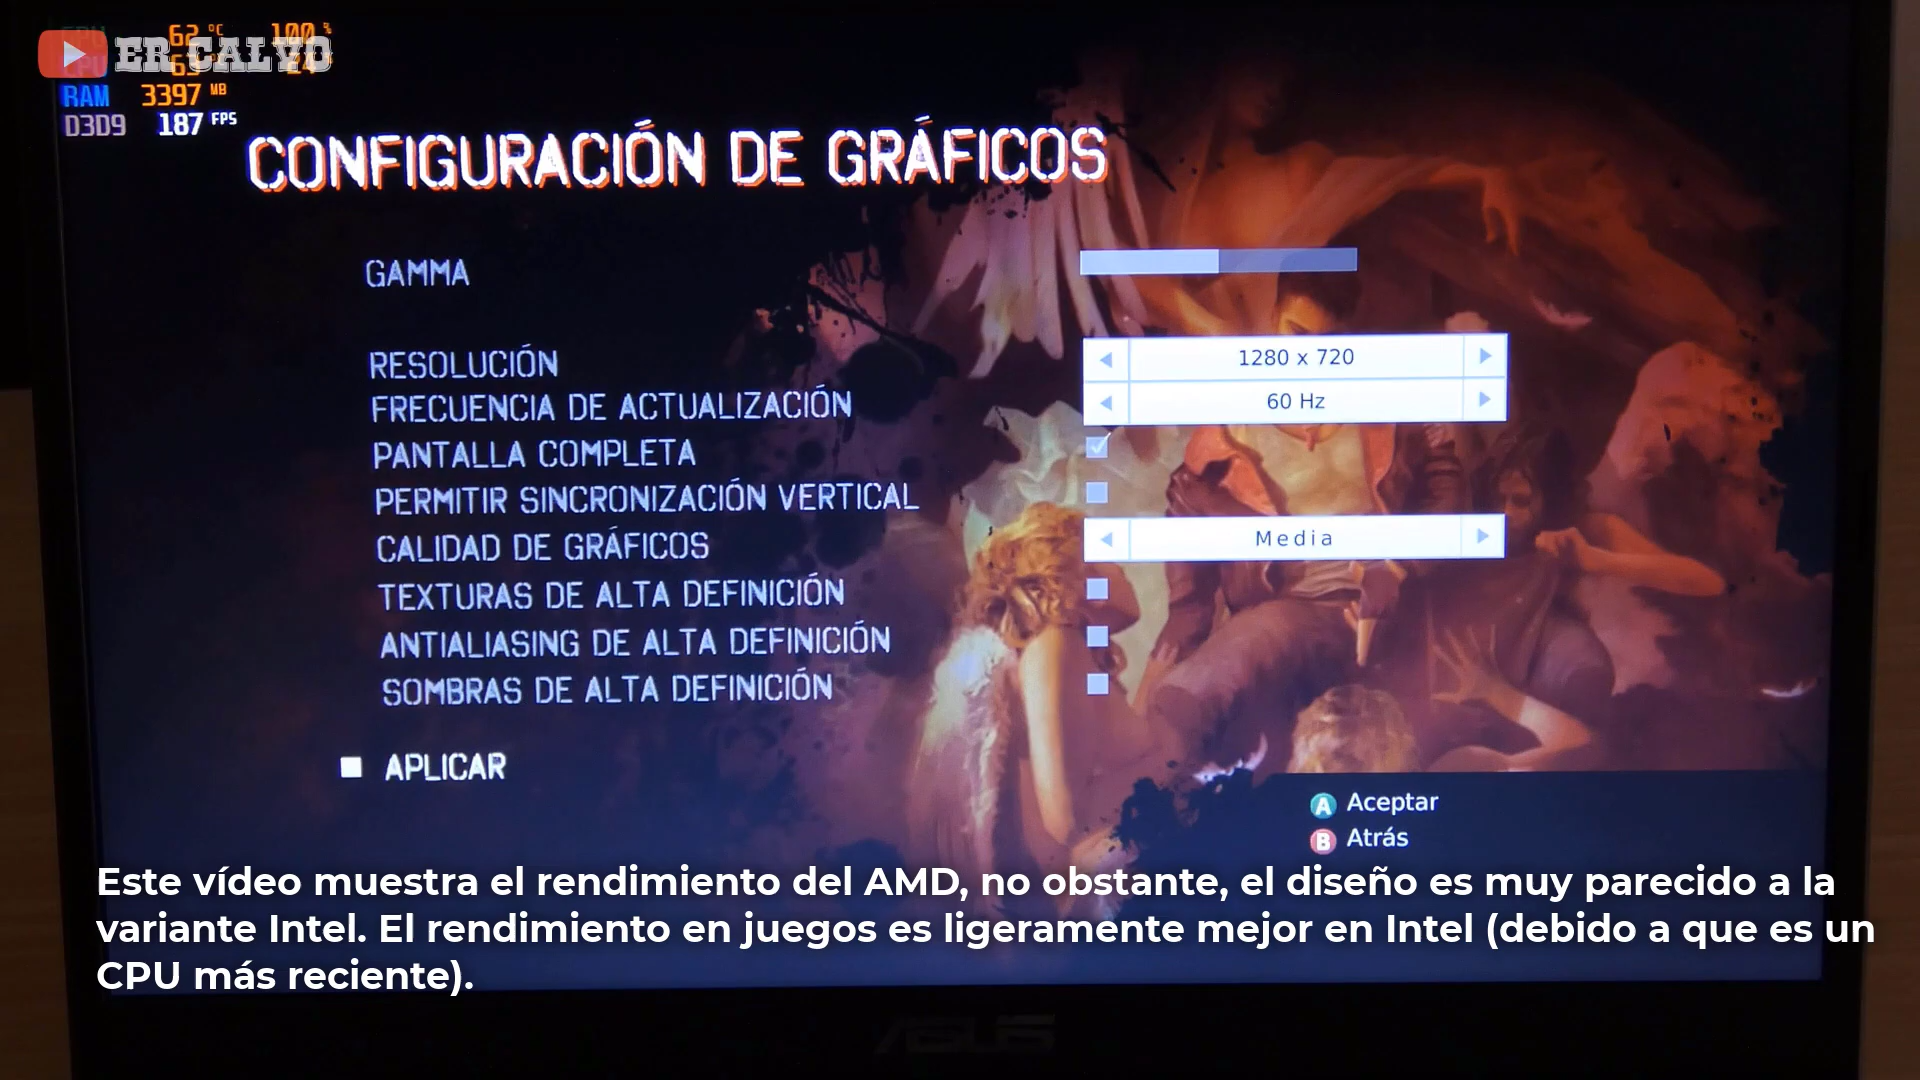 62 °C 100 %
ER CALVO
63 24
RAM 3397 MB
D3D9 187 FPS
CONFIGURACIÓN DE GRÁFICOS
GAMMA
RESOLUCIÓN 1280 x 720
FRECUENCIA DE ACTUALIZACIÓN 60 Hz
PANTALLA COMPLETA
PERMITIR SINCRONIZACIÓN VERTICAL
CALIDAD DE GRÁFICOS Media
TEXTURAS DE ALTA DEFINICIÓN
ANTIALIASING DE ALTA DEFINICIÓN
SOMBRAS DE ALTA DEFINICIÓN
APLICAR
A Aceptar
B Atrás
Este vídeo muestra el rendimiento del AMD, no obstante, el diseño es muy parecido a la
variante Intel. El rendimiento en juegos es ligeramente mejor en Intel (debido a que es un
CPU más reciente).
ASUS